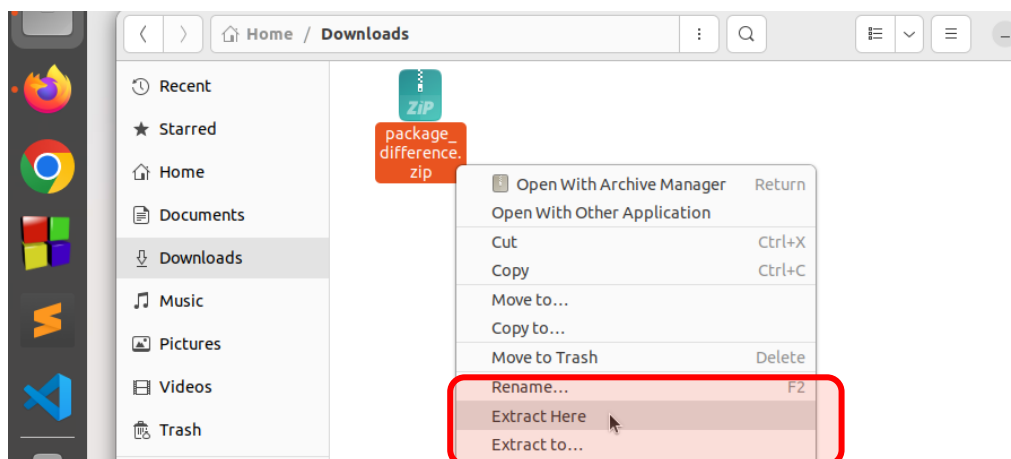 Home / Downloads
Recent
Starred
Home
Documents
Downloads
Music
Pictures
Videos
Trash
ZiP
package_
difference.
zip
Open With Archive Manager Return
Open With Other Application
Cut Ctrl+X
Copy Ctrl+C
Move to…
Copy to…
Move to Trash Delete
Rename… F2
Extract Here
Extract to…